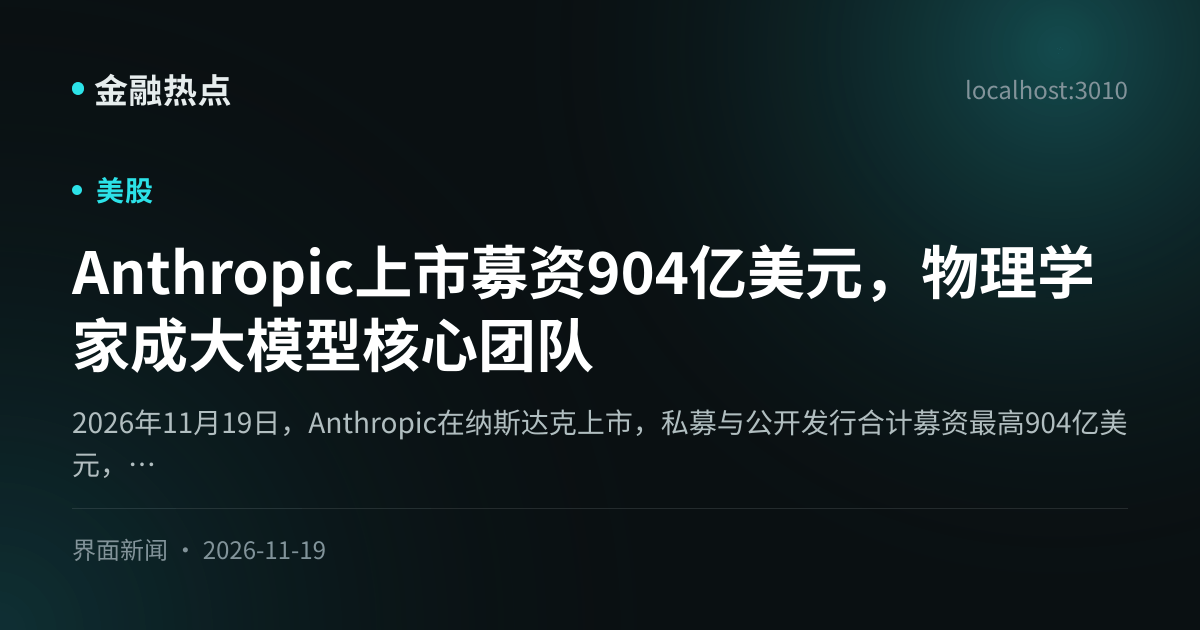 金融热点
localhost:3010
美股
Anthropic上市募资904亿美元，物理学
家成大模型核心团队
2026年11月19日，Anthropic在纳斯达克上市，私募与公开发行合计募资最高904亿美
元，…
界面新闻 • 2026-11-19